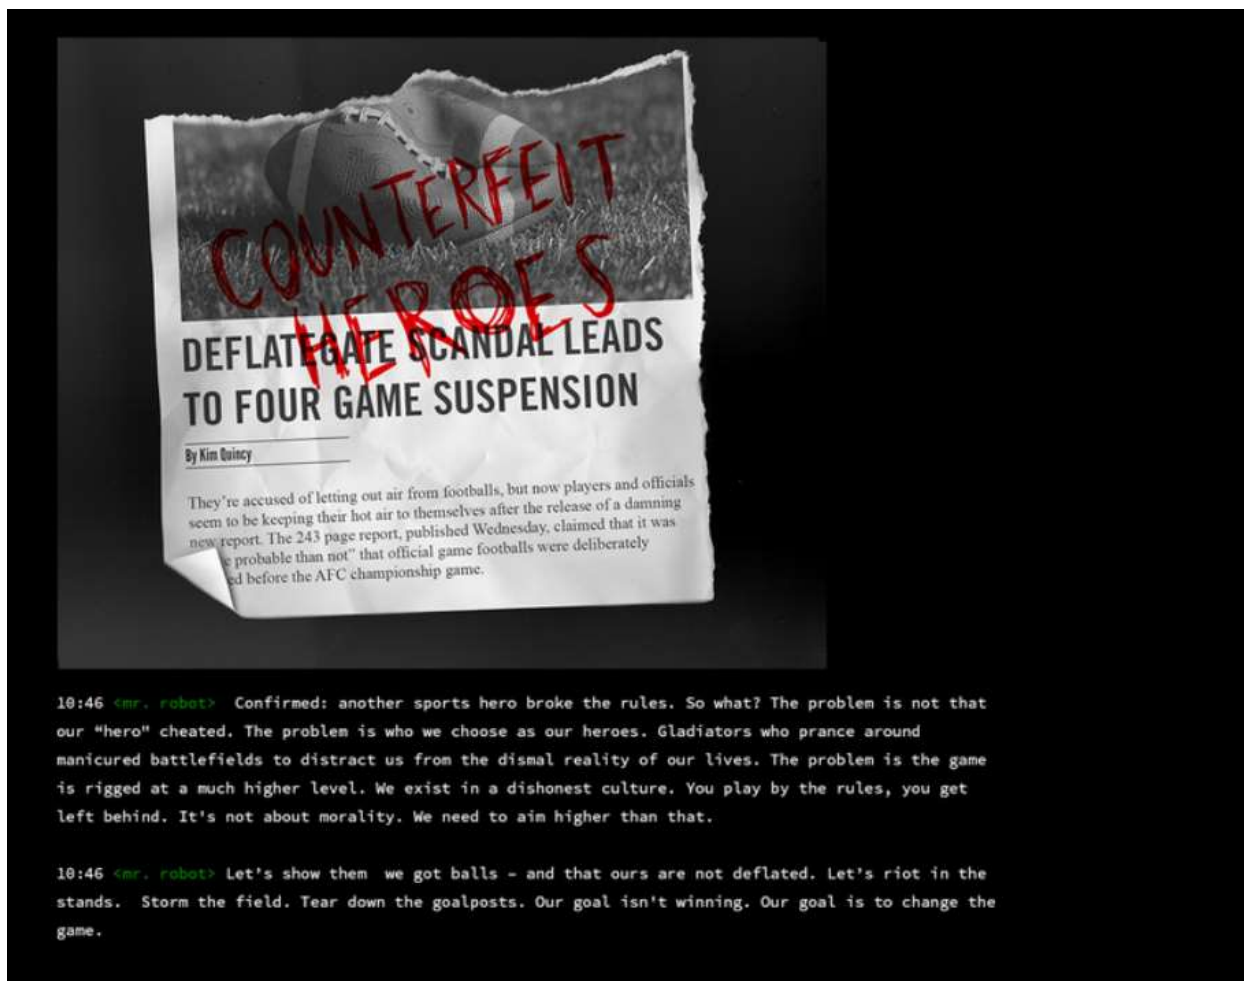 COUNTERFEIT
HEROES
DEFLATEGATE SCANDAL LEADS
TO FOUR GAME SUSPENSION
By Kim Quincy
They're accused of letting out air from footballs, but now players and officials
seem to be keeping their hot air to themselves after the release of a damning
new report. The 243 page report, published Wednesday, claimed that it was
probable than not" that official game footballs were deliberately
before the AFC championship game.
10:46 <mr. robot> Confirmed: another sports hero broke the rules. So what? The problem is not that
our “hero” cheated. The problem is who we choose as our heroes. Gladiators who prance around
manicured battlefields to distract us from the dismal reality of our lives. The problem is the game
is rigged at a much higher level. We exist in a dishonest culture. You play by the rules, you get
left behind. It's not about morality. We need to aim higher than that.
10:46 <mr. robot> Let’s show them we got balls – and that ours are not deflated. Let’s riot in the
stands. Storm the field. Tear down the goalposts. Our goal isn't winning. Our goal is to change the
game.